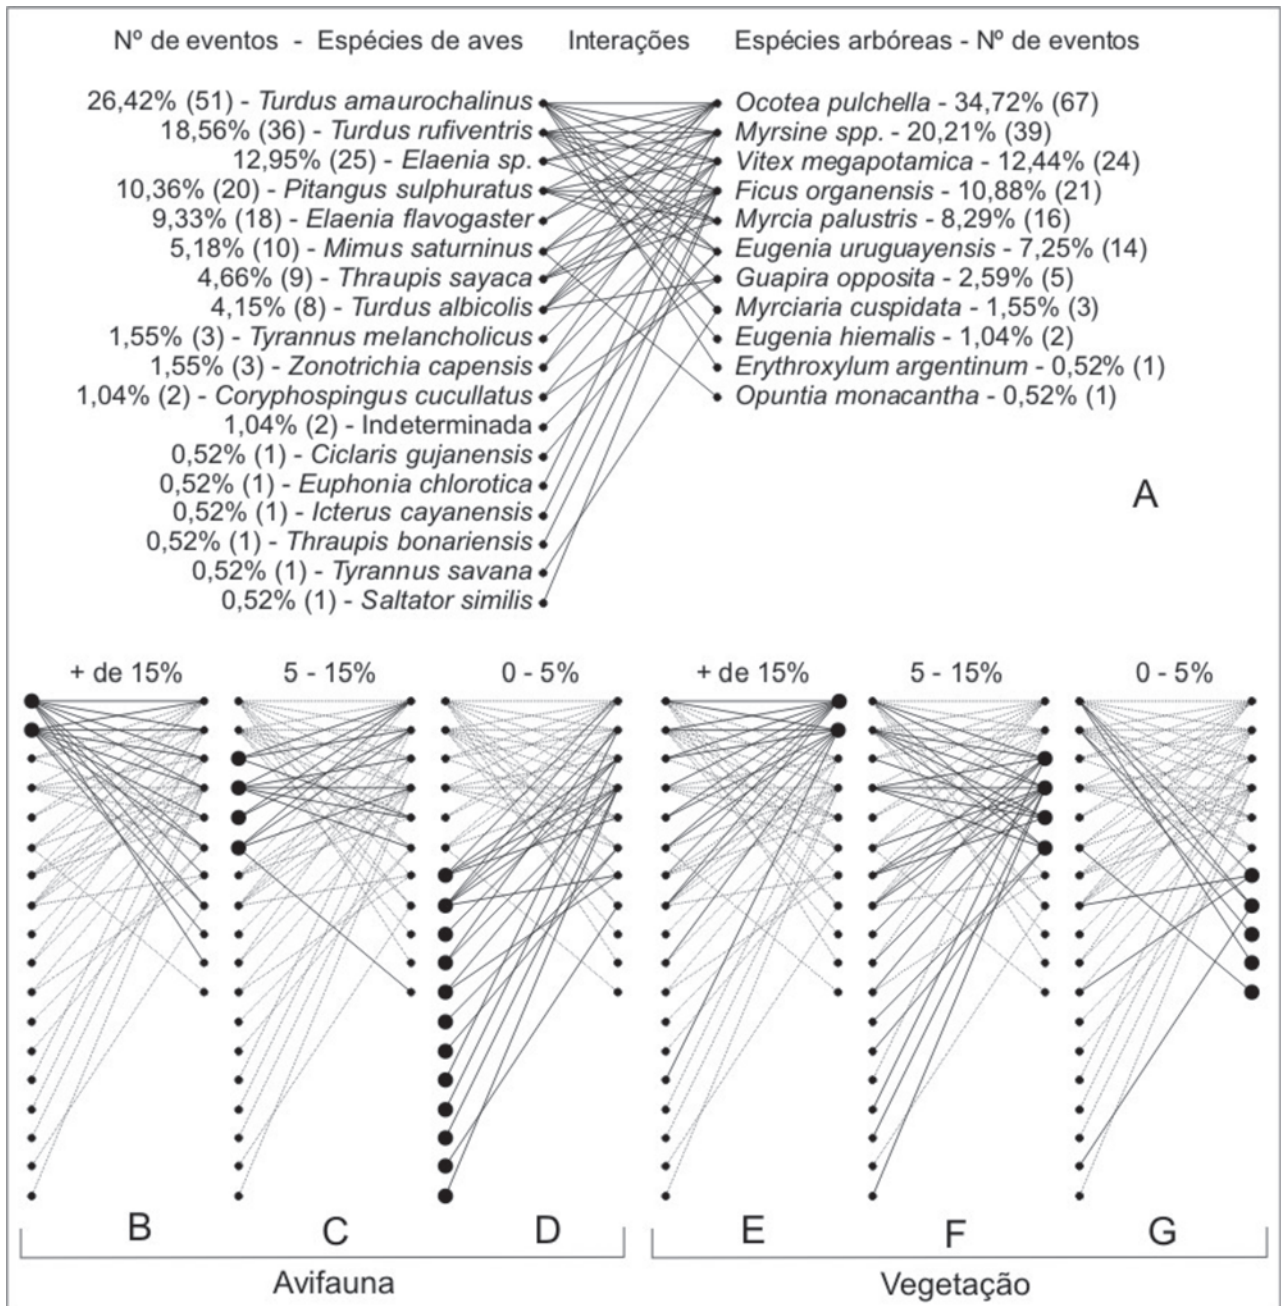 Nº de eventos - Espécies de aves Interações Espécies arbóreas - Nº de eventos
26,42% (51) - Turdus amaurochalinus Ocotea pulchella - 34,72% (67)
18,56% (36) - Turdus rufiventris Myrsine spp. - 20,21% (39)
12,95% (25) - Elaenia sp. Vitex megapotamica - 12,44% (24)
10,36% (20) - Pitangus sulphuratus Ficus organensis - 10,88% (21)
9,33% (18) - Elaenia flavogaster Myrcia palustris - 8,29% (16)
5,18% (10) - Mimus saturninus Eugenia uruguayensis - 7,25% (14)
4,66% (9) - Thraupis sayaca Guapira opposita - 2,59% (5)
4,15% (8) - Turdus albicolis Myrciaria cuspidata - 1,55% (3)
1,55% (3) - Tyrannus melancholicus Eugenia hiemalis - 1,04% (2)
1,55% (3) - Zonotrichia capensis Erythroxylum argentinum - 0,52% (1)
1,04% (2) - Coryphospingus cucullatus Opuntia monacantha - 0,52% (1)
1,04% (2) - Indeterminada
0,52% (1) - Ciclaris gujanensis
0,52% (1) - Euphonia chlorotica
0,52% (1) - Icterus cayanensis
0,52% (1) - Thraupis bonariensis
0,52% (1) - Tyrannus savana
0,52% (1) - Saltator similis
A
+ de 15% 5 - 15% 0 - 5% + de 15% 5 - 15% 0 - 5%
B C D E F G
Avifauna Vegetação